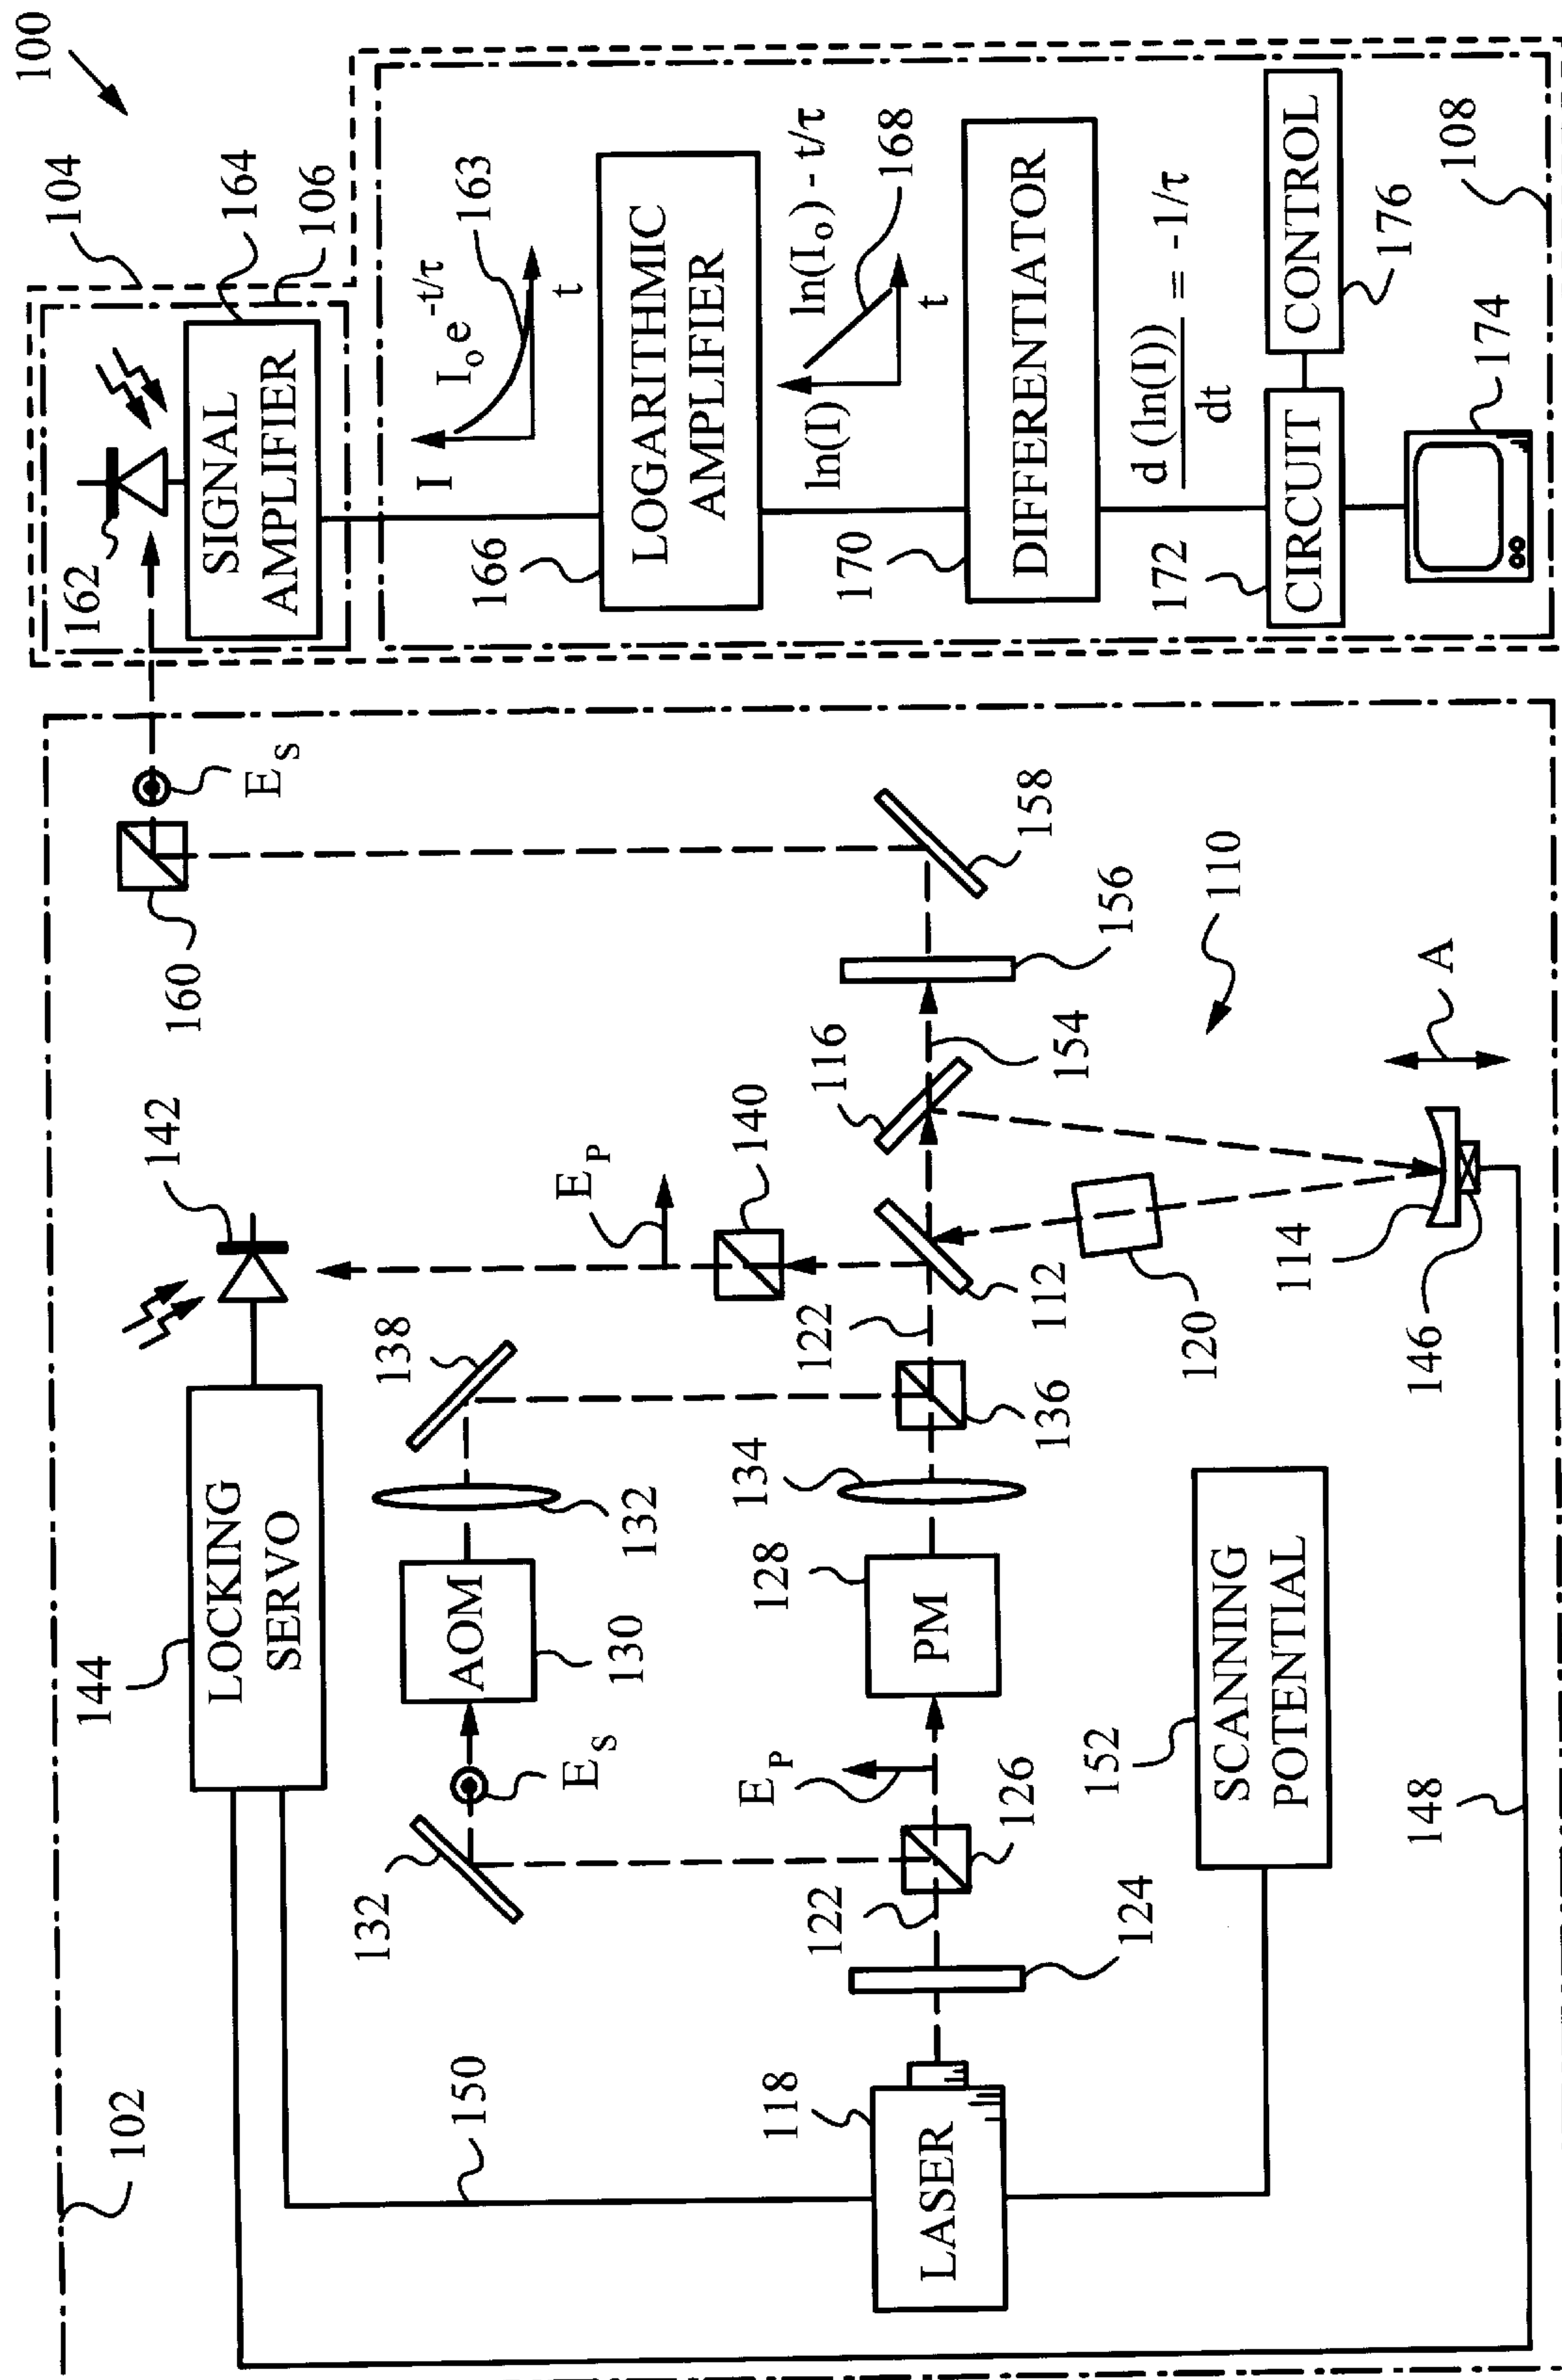 100
102
104
106
164
162
SIGNAL
AMPLIFIER
I
I₀e^-t/τ
163
t
166
LOGARITHMIC
AMPLIFIER
ln(I)
ln(I₀) - t/τ
168
t
170
DIFFERENTIATOR
d (ln(I))
dt
= -1/τ
172
CIRCUIT
CONTROL
176
174
108
144
LOCKING
SERVO
142
E_P
140
160
E_S
150
132
E_S
AOM
130
132
138
118
LASER
124
122
126
E_P
PM
128
134
136
122
112
116
154
156
158
110
120
114
146
A
152
SCANNING
POTENTIAL
148